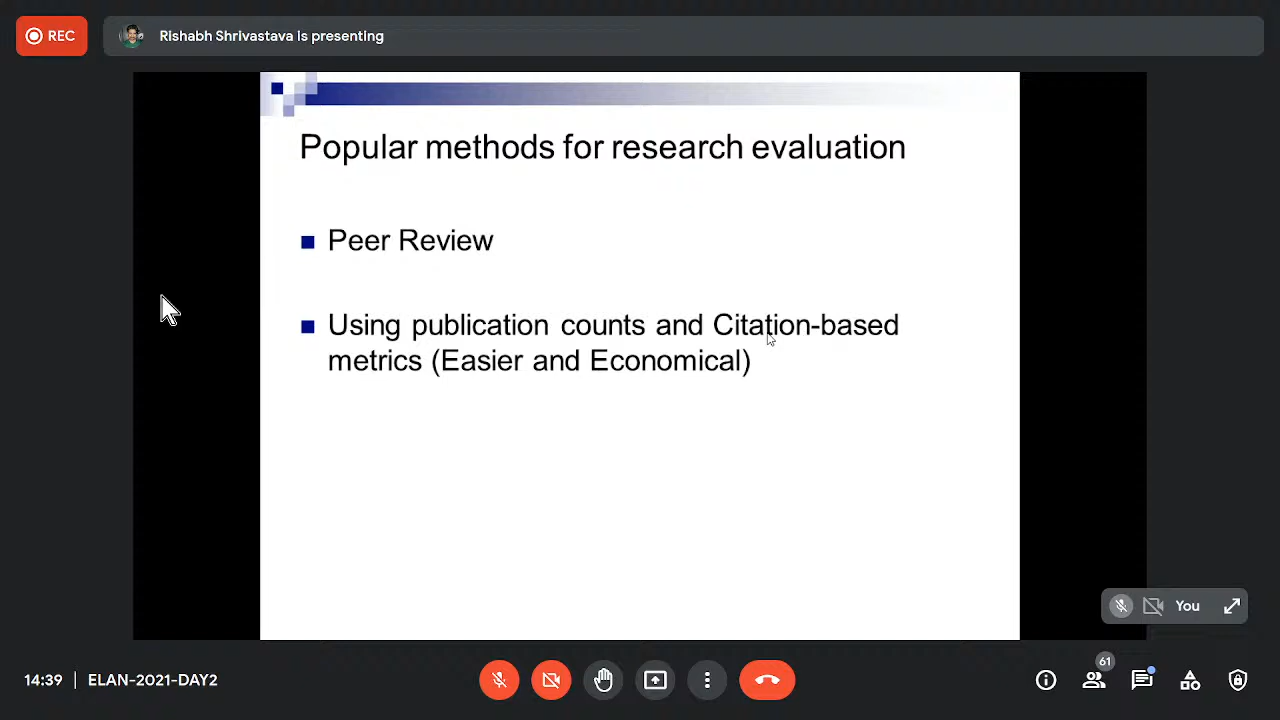 REC
Rishabh Shrivastava is presenting
Popular methods for research evaluation
Peer Review
Using publication counts and Citation-based
metrics (Easier and Economical)
You
61
14:39 | ELAN-2021-DAY2